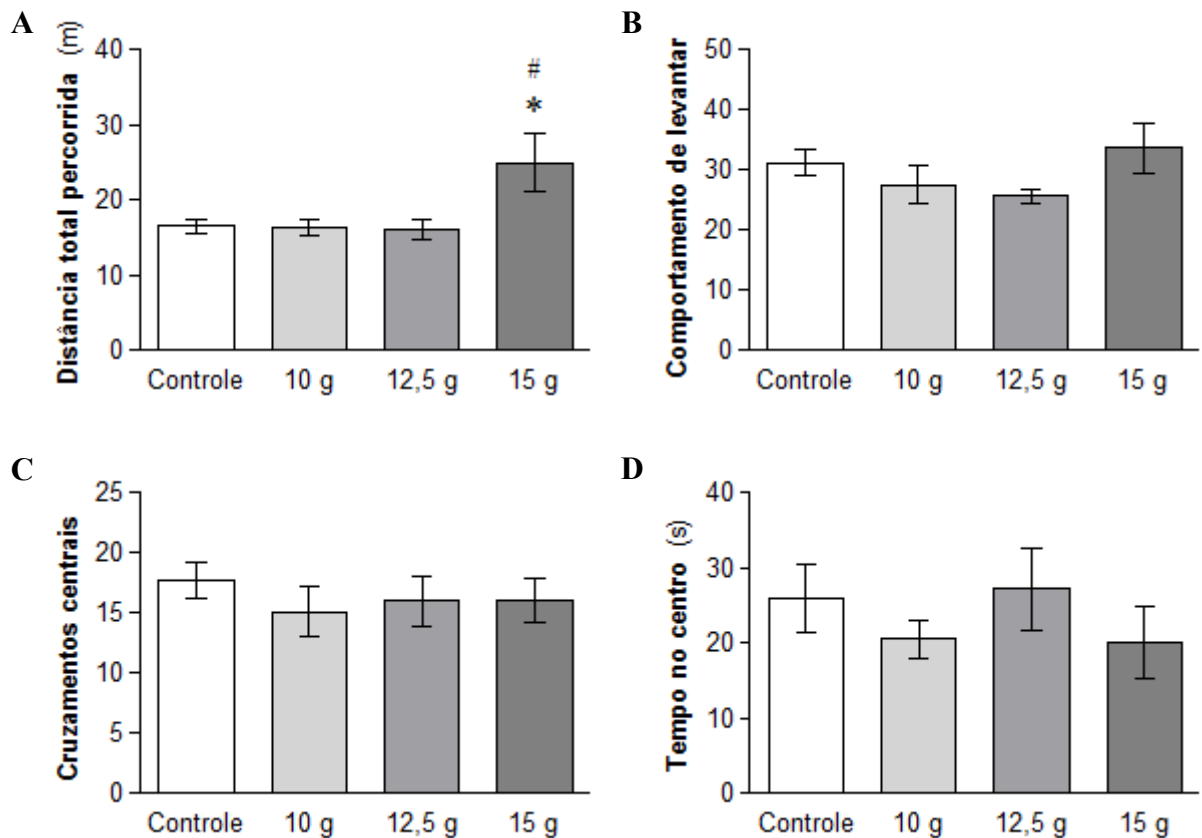 A
Distância total percorrida (m)
40
30
20
10
0
#
*
Controle 10 g 12,5 g 15 g
B
Comportamento de levantar
50
40
30
20
10
0
Controle 10 g 12,5 g 15 g
C
Cruzamentos centrais
25
20
15
10
5
0
Controle 10 g 12,5 g 15 g
D
Tempo no centro (s)
40
30
20
10
0
Controle 10 g 12,5 g 15 g